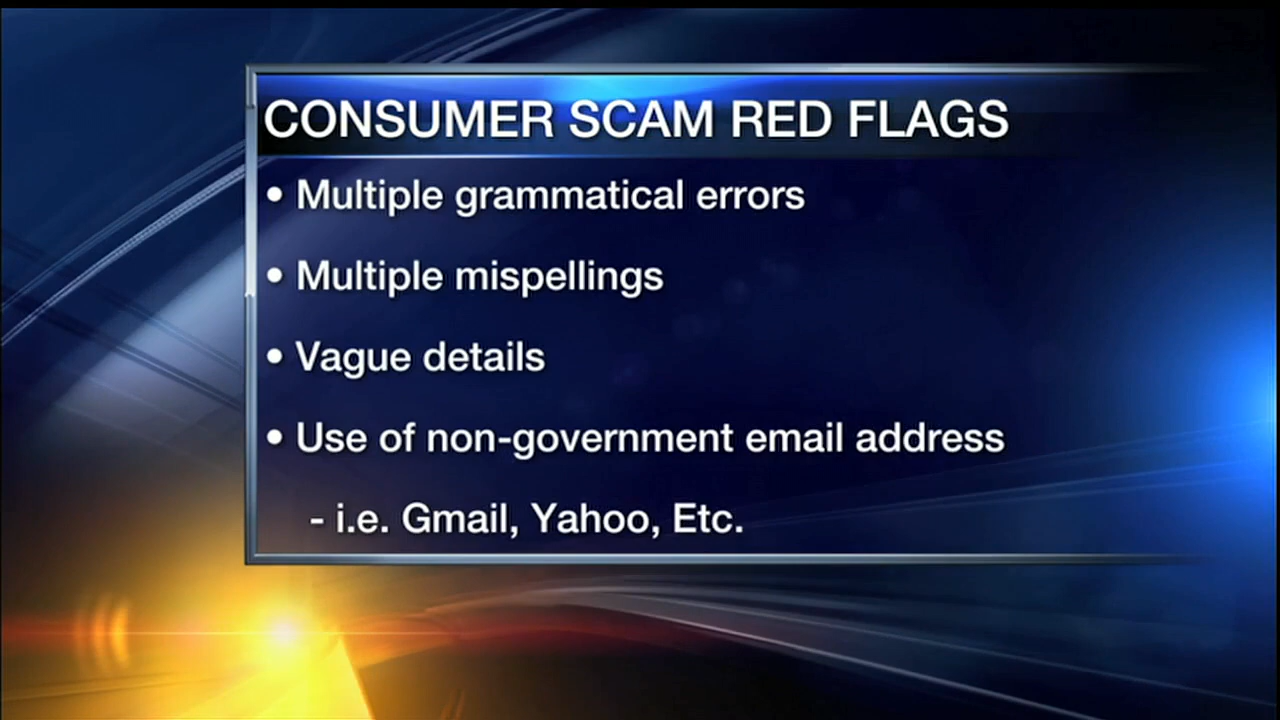 CONSUMER SCAM RED FLAGS
• Multiple grammatical errors
• Multiple mispellings
• Vague details
• Use of non-government email address
- i.e. Gmail, Yahoo, Etc.